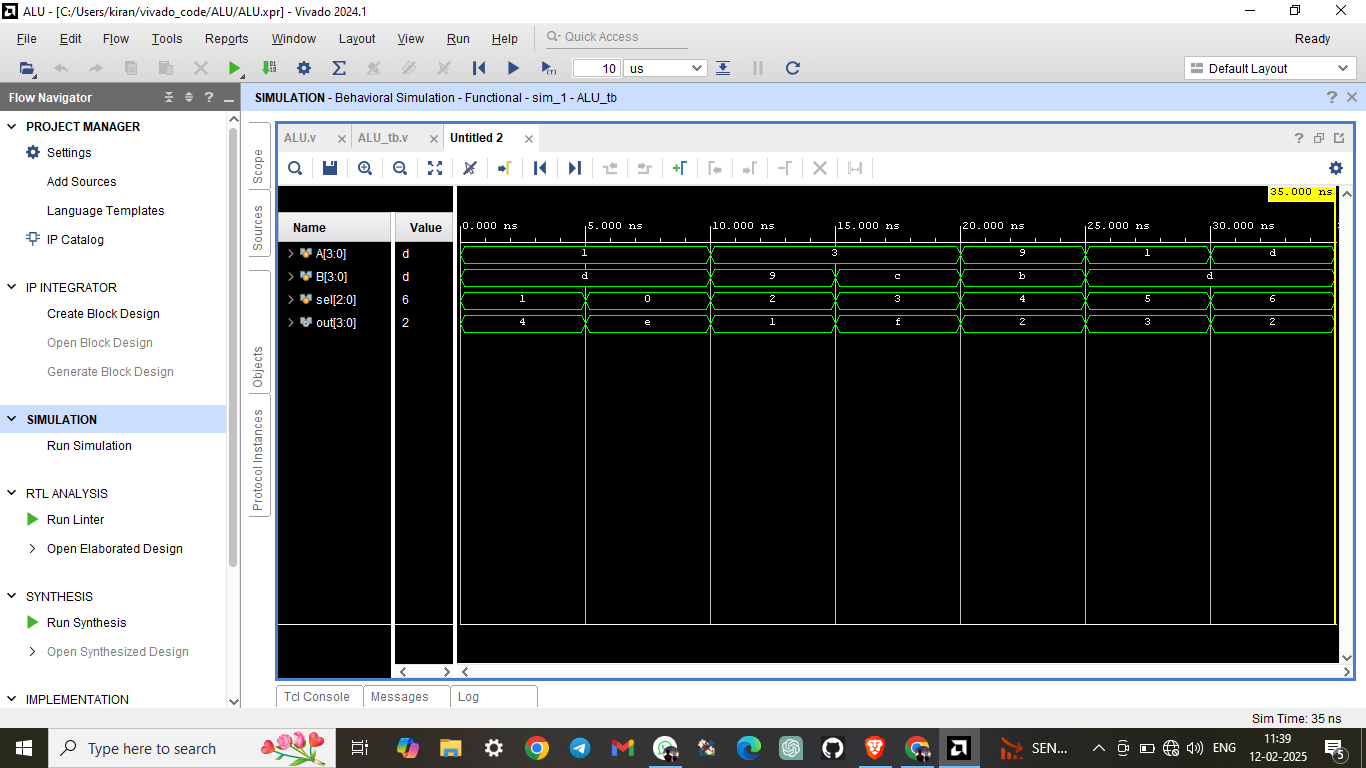 ALU - [C:/Users/kiran/vivado_code/ALU/ALU.xpr] - Vivado 2024.1
File Edit Flow Tools Reports Window Layout View Run Help Quick Access Ready
10 us Default Layout
Flow Navigator
SIMULATION - Behavioral Simulation - Functional - sim_1 - ALU_tb
PROJECT MANAGER
Settings
Add Sources
Language Templates
IP Catalog
IP INTEGRATOR
Create Block Design
Open Block Design
Generate Block Design
SIMULATION
Run Simulation
RTL ANALYSIS
Run Linter
Open Elaborated Design
SYNTHESIS
Run Synthesis
Open Synthesized Design
IMPLEMENTATION
Scope
Sources
Objects
Protocol Instances
ALU.v ALU_tb.v Untitled 2
35.000 ns
Name Value 0.000 ns 5.000 ns 10.000 ns 15.000 ns 20.000 ns 25.000 ns 30.000 ns
A[3:0] d 1 3 9 1 d
B[3:0] d d 9 c b d
sel[2:0] 6 1 0 2 3 4 5 6
out[3:0] 2 4 e 1 f 2 3 2
Tcl Console Messages Log
Sim Time: 35 ns
Type here to search SEN... ENG 11:39
12-02-2025 5